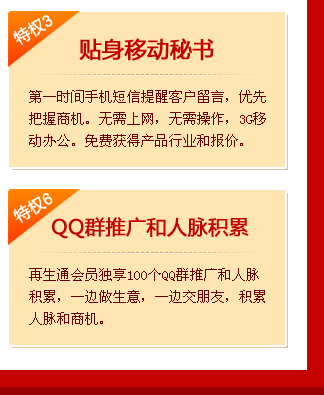 特权3
贴身移动秘书
第一时间手机短信提醒客户留言，优先
把握商机。无需上网，无需操作，3G移
动办公。免费获得产品行业和报价。
特权6
QQ群推广和人脉积累
再生通会员独享100个QQ群推广和人脉
积累，一边做生意，一边交朋友，积累
人脉和商机。